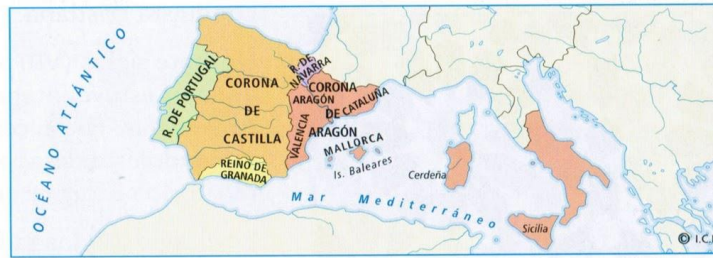 OCÉANO ATLÁNTICO
R. DE PORTUGAL
CORONA
DE
CASTILLA
REINO DE
GRANADA
R. DE
NAVARRA
CORONA
ARAGÓN
DE CATALUÑA
VALENCIA
ARAGÓN
MALLORCA
Is. Baleares
Cerdeña
Mar Mediterráneo
Sicilia